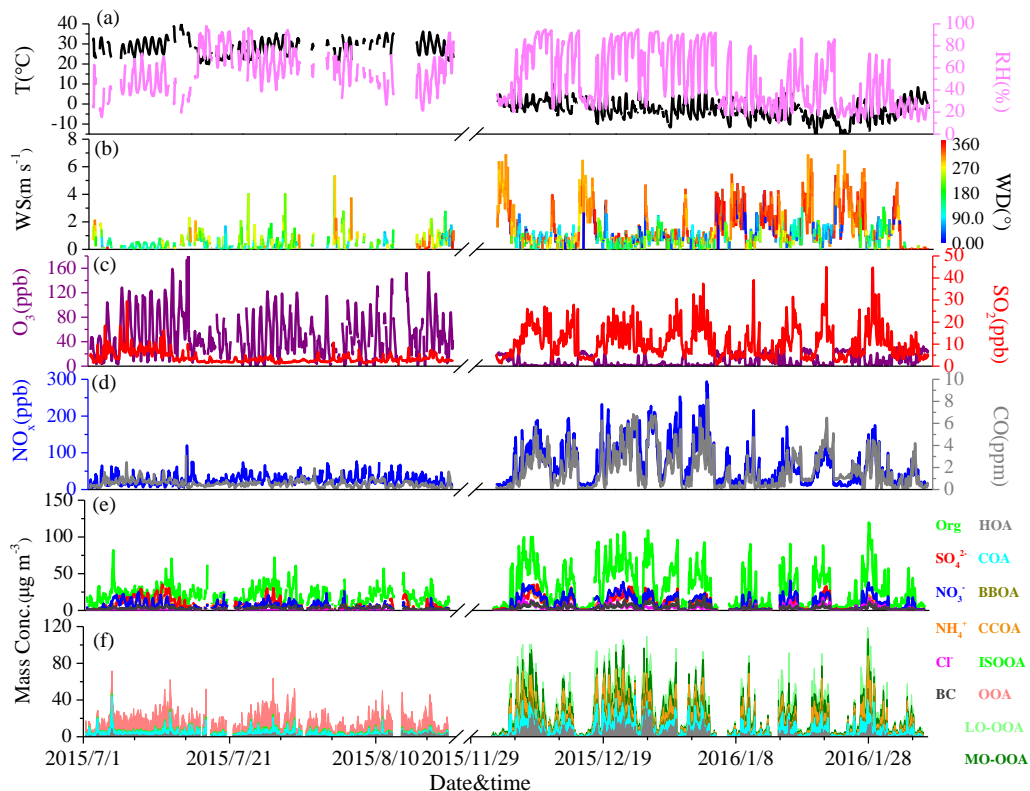 (a)
40
30
20
10
0
-10
T(℃)
100
80
60
40
20
0
RH(%)
(b)
8
6
4
2
0
WS(m s⁻¹)
360
270
180
90.0
0.00
WD(°)
(c)
160
120
80
40
0
O₃(ppb)
50
40
30
20
10
0
SO₂(ppb)
(d)
300
200
100
0
NOₓ(ppb)
10
8
6
4
2
0
CO(ppm)
(e)
150
100
50
0
(f)
120
80
40
0
Mass Conc.(μg m⁻³)
Org HOA
SO₄²⁻ COA
NO₃⁻ BBOA
NH₄⁺ CCOA
Cl⁻ ISOOA
BC OOA
LO-OOA
MO-OOA
2015/7/1 2015/7/21 2015/8/10 2015/11/29 2015/12/19 2016/1/8 2016/1/28
Date&time